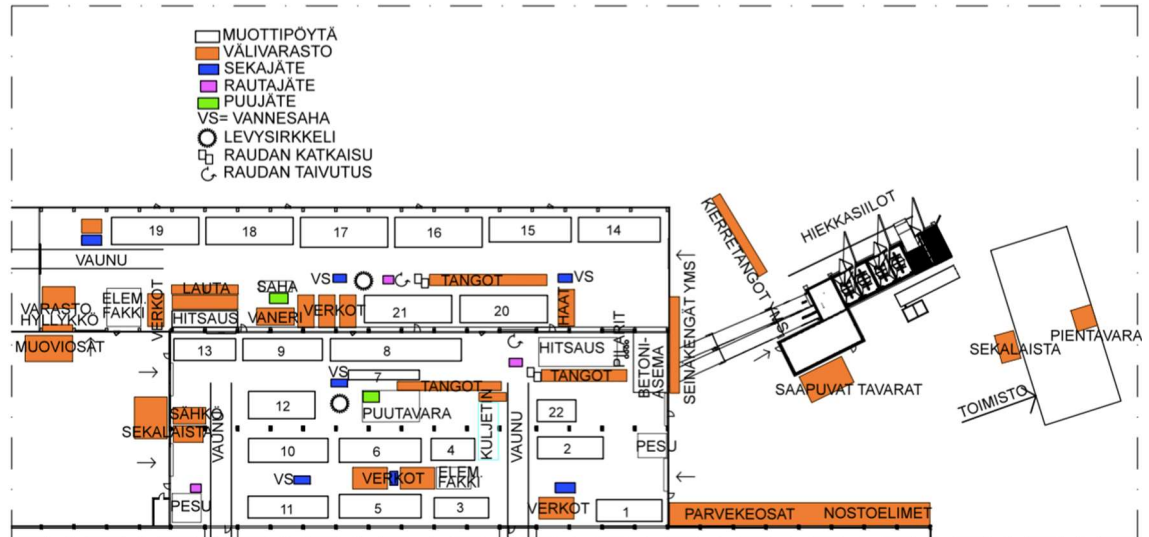 MUOTTIPÖYTÄ
VÄLIVARASTO
SEKAJÄTE
RAUTAJÄTE
PUUJÄTE
VS= VANNESAHA
LEVYSIRKKELI
RAUDAN KATKAISU
RAUDAN TAIVUTUS
19
18
17
16
15
14
VAUNU
VS
TANGOT
VS
KIERRETANGOT YMS
HIEKKASIILOT
VARASTO
HYLLYKKÖ
ELEM.
FAKKI
VERKOT
LAUTA
HITSAUS
SAHA
VANERI
VERKOT
21
20
HAAT
SEINÄKENGÄT YMS
MUOVIOSAT
13
9
8
HITSAUS
PILARIT
BETONI-
ASEMA
SEKALAISTA
PIENTAVARA
VS
7
TANGOT
TANGOT
SAAPUVAT TAVARAT
TOIMISTO
SÄHKÖ
SEKALAISTA
VAUNU
12
PUUTAVARA
KULJETIN
VAUNU
22
10
6
4
2
PESU
VS
VERKOT
ELEM.
FAKKI
PESU
11
5
3
VERKOT
1
PARVEKEOSAT
NOSTOELIMET